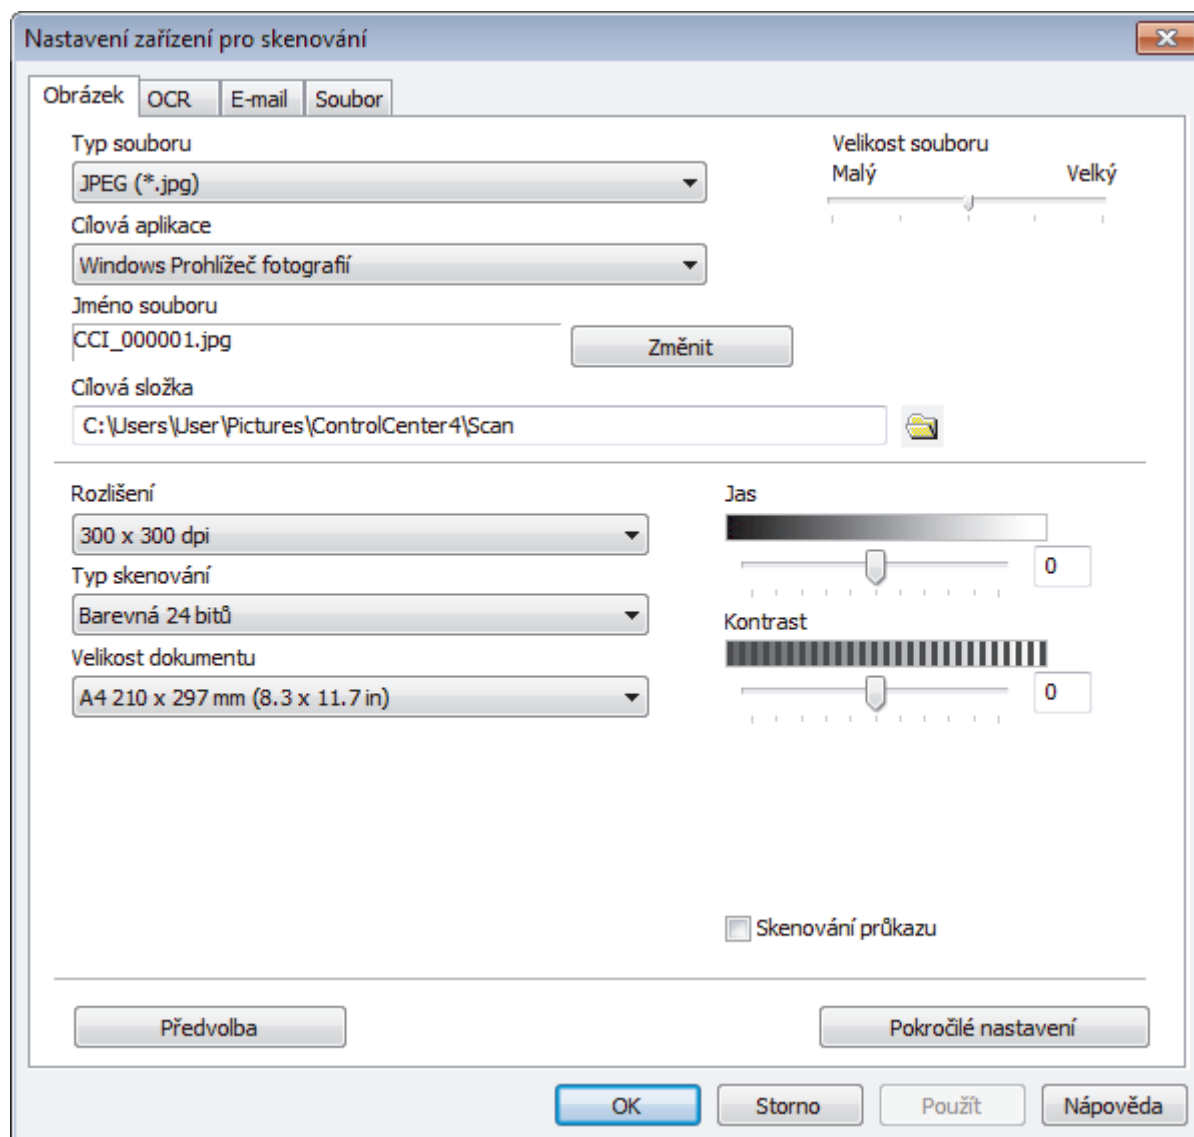 Nastavení zařízení pro skenování
Obrázek OCR E-mail Soubor
Typ souboru
JPEG (*.jpg)
Velikost souboru
Malý Velký
Cílová aplikace
Windows Prohlížeč fotografií
Jméno souboru
CCI_000001.jpg
Změnit
Cílová složka
C:\Users\User\Pictures\ControlCenter4\Scan
Rozlišení
300 x 300 dpi
Typ skenování
Barevná 24 bitů
Velikost dokumentu
A4 210 x 297 mm (8.3 x 11.7 in)
Jas
0
Kontrast
0
Skenování průkazu
Předvolba
Pokročilé nastavení
OK Storno Použít Nápověda